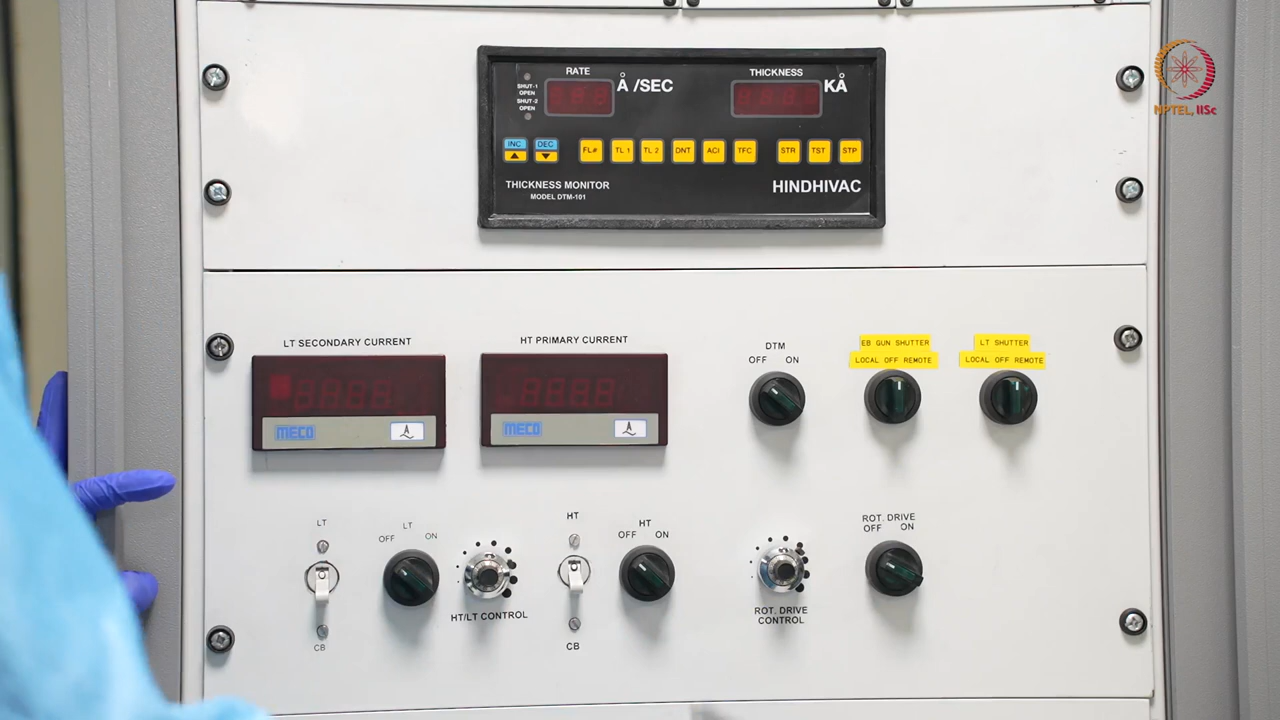 NPTEL, IISc
RATE
Å /SEC
THICKNESS
KÅ
SHUT-1
OPEN
SHUT-2
OPEN
INC DEC FL# TL 1 TL 2 DNT ACI TFC STR TST STP
THICKNESS MONITOR
MODEL DTM-101
HINDHIVAC
LT SECONDARY CURRENT
HT PRIMARY CURRENT
MECO
A
MECO
A
DTM
OFF ON
EB GUN SHUTTER
LOCAL OFF REMOTE
LT SHUTTER
LOCAL OFF REMOTE
LT
CB
LT
OFF ON
HT/LT CONTROL
HT
CB
HT
OFF ON
ROT. DRIVE
CONTROL
ROT. DRIVE
OFF ON